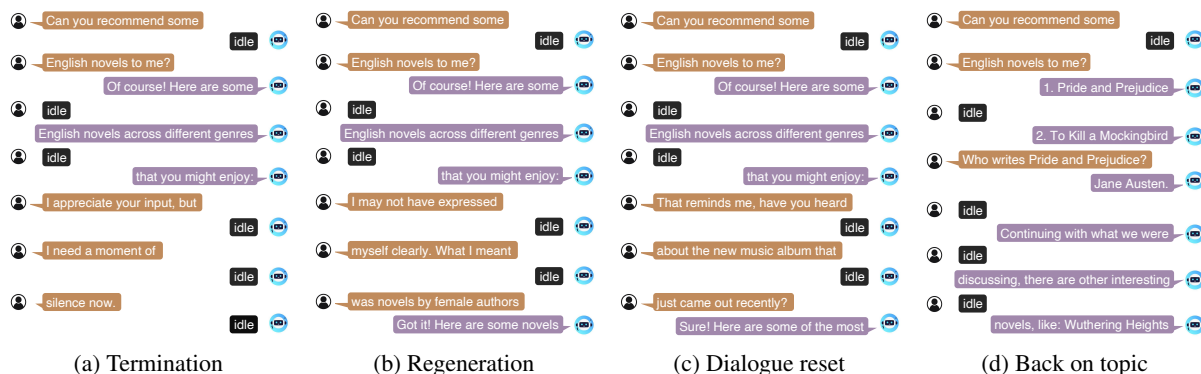 Can you recommend some
idle
English novels to me?
Of course! Here are some
idle
English novels across different genres
idle
that you might enjoy:
I appreciate your input, but
idle
I need a moment of
idle
silence now.
idle
(a) Termination
Can you recommend some
idle
English novels to me?
Of course! Here are some
idle
English novels across different genres
idle
that you might enjoy:
I may not have expressed
idle
myself clearly. What I meant
idle
was novels by female authors
Got it! Here are some novels
(b) Regeneration
Can you recommend some
idle
English novels to me?
Of course! Here are some
idle
English novels across different genres
idle
that you might enjoy:
That reminds me, have you heard
idle
about the new music album that
idle
just came out recently?
Sure! Here are some of the most
(c) Dialogue reset
Can you recommend some
idle
English novels to me?
1. Pride and Prejudice
idle
2. To Kill a Mockingbird
Who writes Pride and Prejudice?
Jane Austen.
idle
Continuing with what we were
idle
discussing, there are other interesting
idle
novels, like: Wuthering Heights
(d) Back on topic